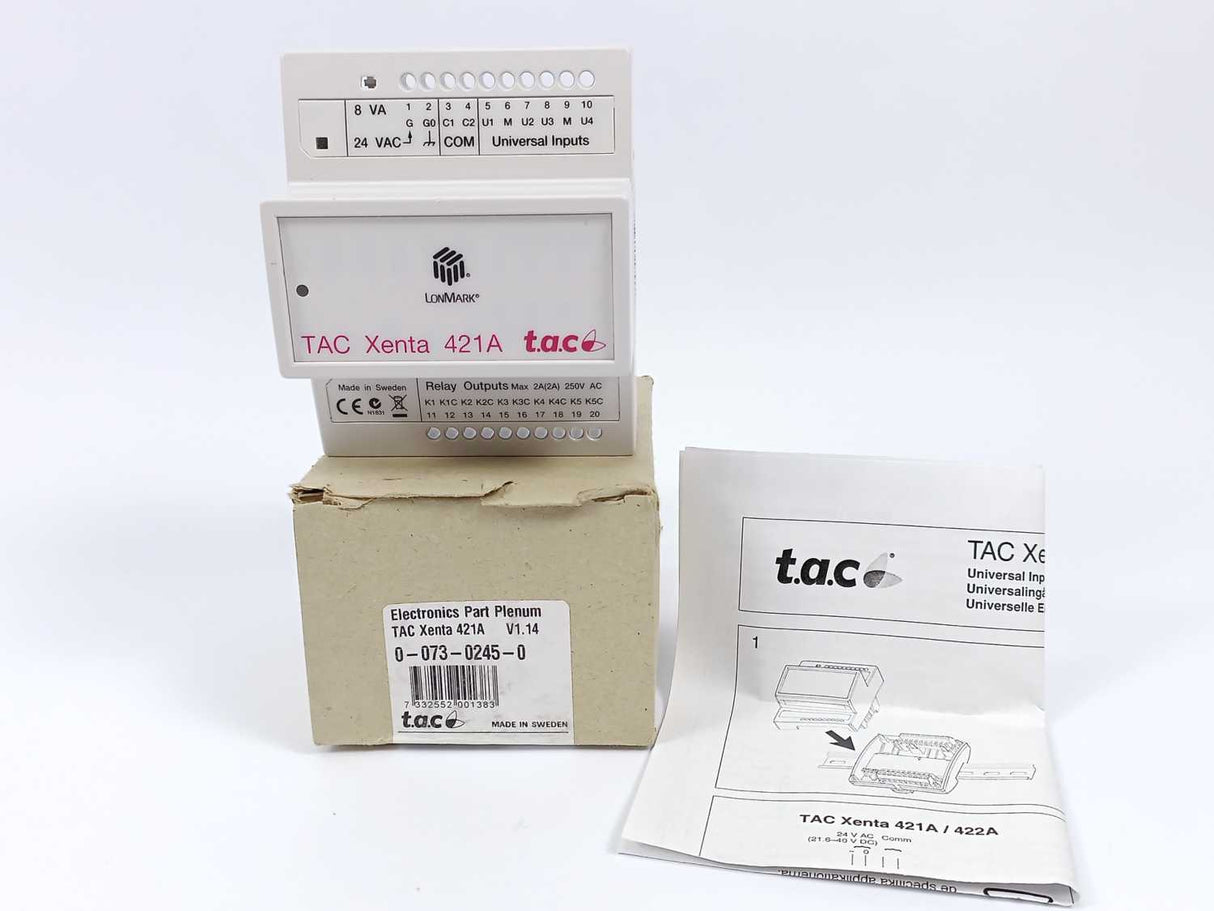 8 VA 1 2 3 4 5 6 7 8 9 10
G G0 C1 C2 U1 M U2 U3 M U4
24 VAC COM Universal Inputs
LONMARK®
TAC Xenta 421A t.a.c
Made in Sweden
CE N1831
Relay Outputs Max 2A(2A) 250V AC
K1 K1C K2 K2C K3 K3C K4 K4C K5 K5C
11 12 13 14 15 16 17 18 19 20
Electronics Part Plenum
TAC Xenta 421A V1.14
0-073-0245-0
7 332552 001383
t.a.c MADE IN SWEDEN
t.a.c®
TAC Xe
Universal Inp
Universalingå
Universelle E
1
TAC Xenta 421A / 422A
24 V AC Comm
(21.6–40 V DC)
- 0
de specifika applikationerna.